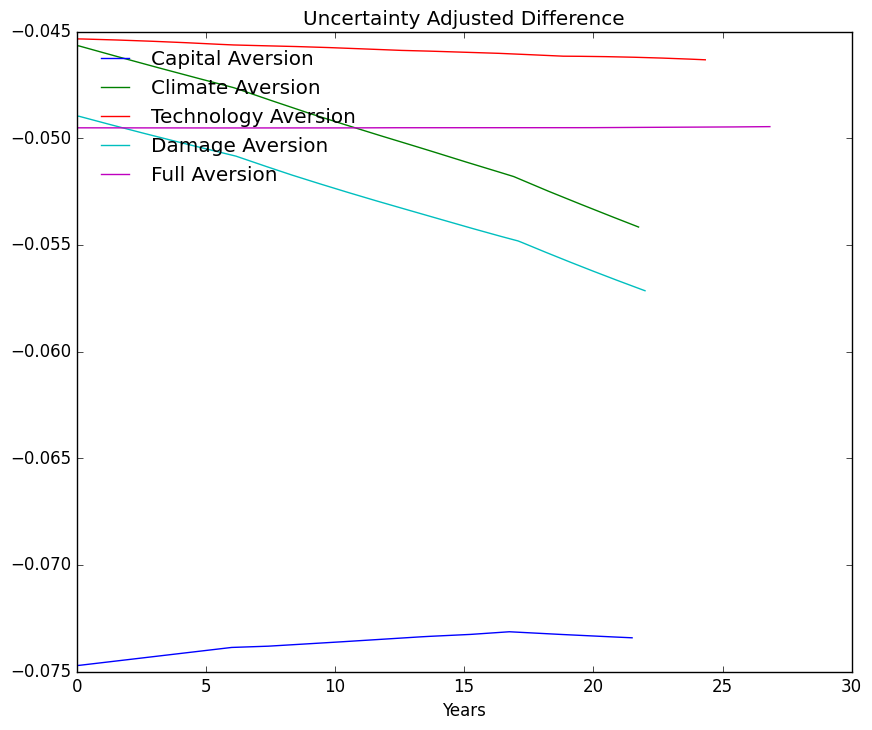 Uncertainty Adjusted Difference
−0.045
Capital Aversion
Climate Aversion
Technology Aversion
−0.050
Damage Aversion
Full Aversion
−0.055
−0.060
−0.065
−0.070
−0.075
0 5 10 15 20 25 30
Years